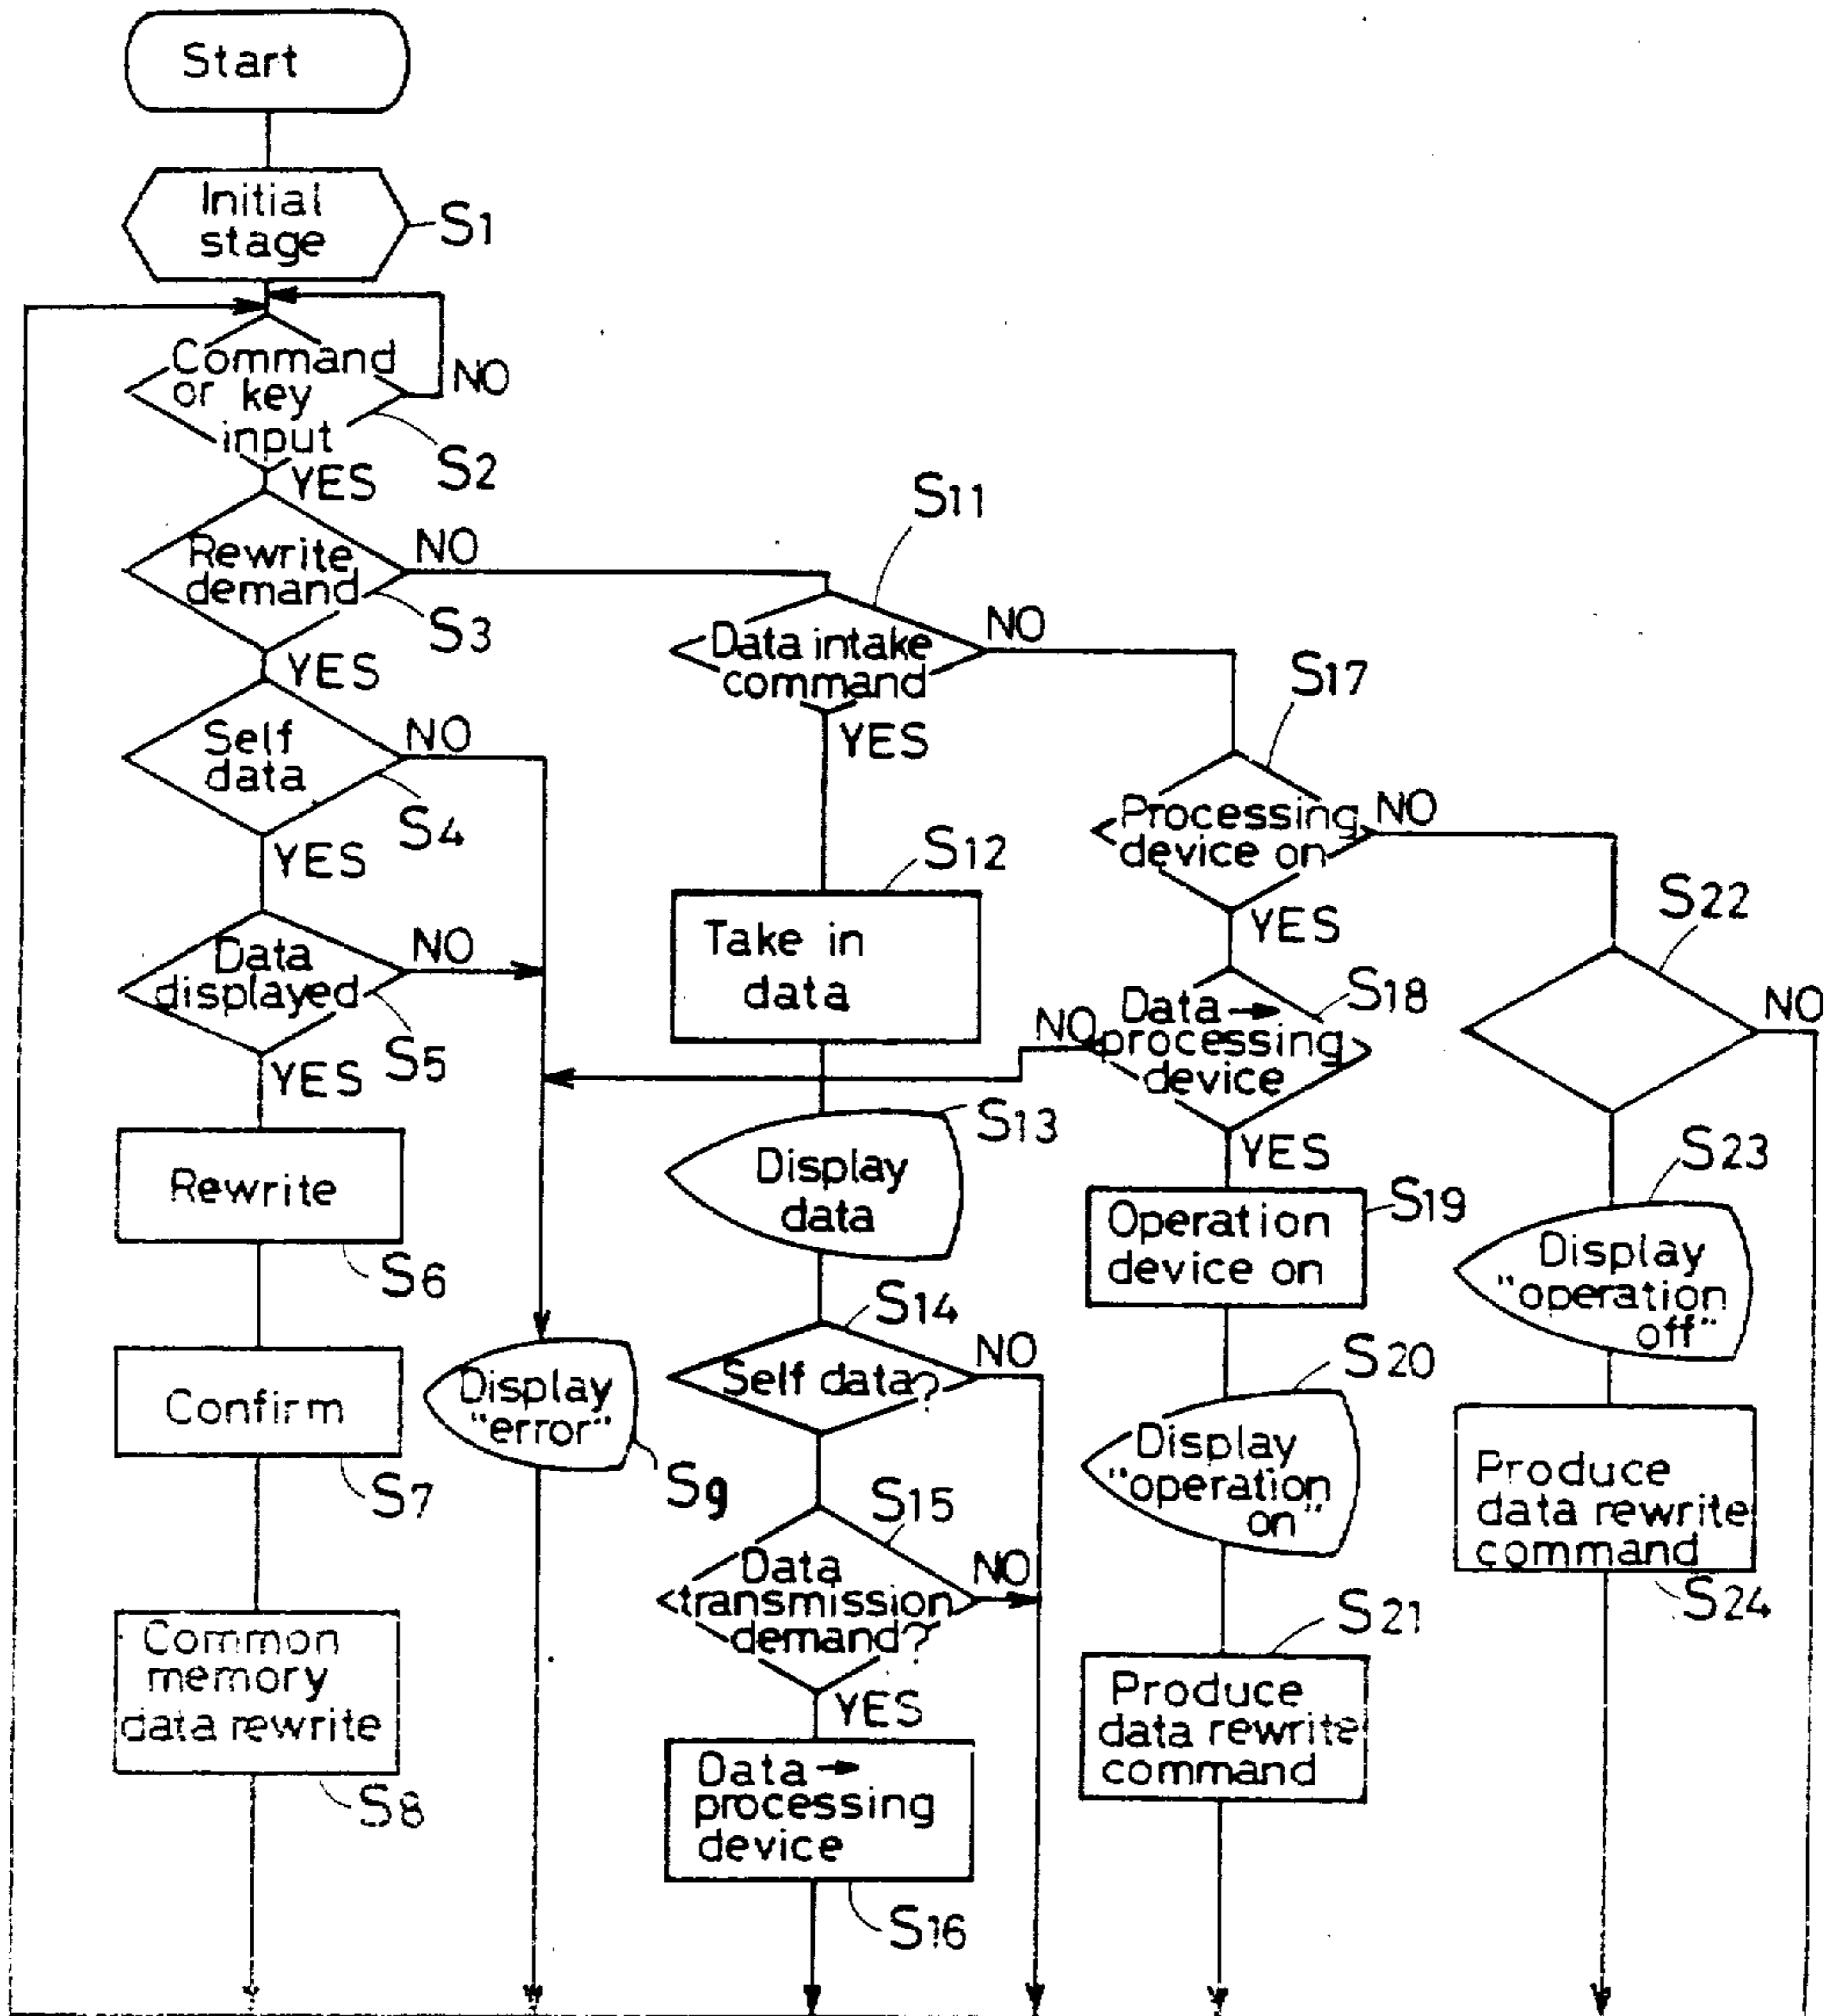 Start
Initial
stage
S1
Command
or key
input
NO
S2
YES
Rewrite
demand
NO
S3
YES
Self
data
NO
S4
YES
Data
displayed
NO
S5
YES
Rewrite
S6
Confirm
S7
Common
memory
data rewrite
S8
Display
"error"
S9
S11
Data intake
command
NO
YES
S12
Take in
data
S13
Display
data
S14
Self data?
NO
S15
Data
transmission
demand?
NO
YES
Data→
processing
device
S16
S17
Processing
device on
NO
YES
S18
Data→
processing
device
NO
YES
S19
Operation
device on
S20
Display
"operation
on"
S21
Produce
data rewrite
command
S22
NO
S23
Display
"operation
off"
Produce
data rewrite
command
S24